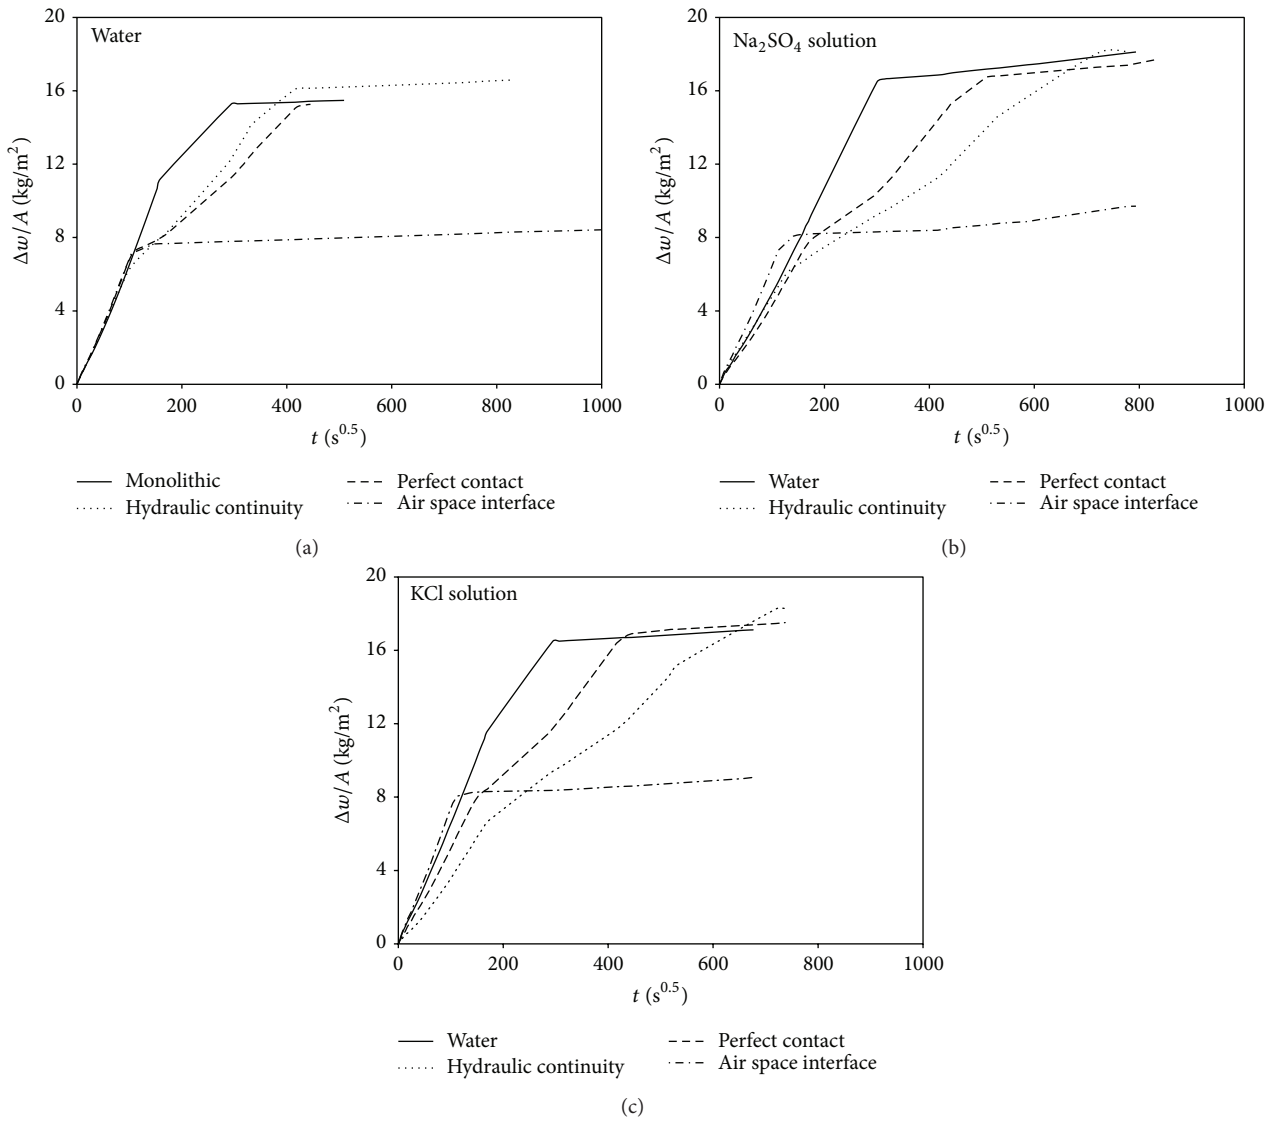 Water
20
16
12
8
4
0
Δw/A (kg/m²)
0 200 400 600 800 1000
t (s^0.5)
Monolithic
Hydraulic continuity
Perfect contact
Air space interface
(a)
Na₂SO₄ solution
20
16
12
8
4
0
Δw/A (kg/m²)
0 200 400 600 800 1000
t (s^0.5)
Water
Hydraulic continuity
Perfect contact
Air space interface
(b)
KCl solution
20
16
12
8
4
0
Δw/A (kg/m²)
0 200 400 600 800 1000
t (s^0.5)
Water
Hydraulic continuity
Perfect contact
Air space interface
(c)